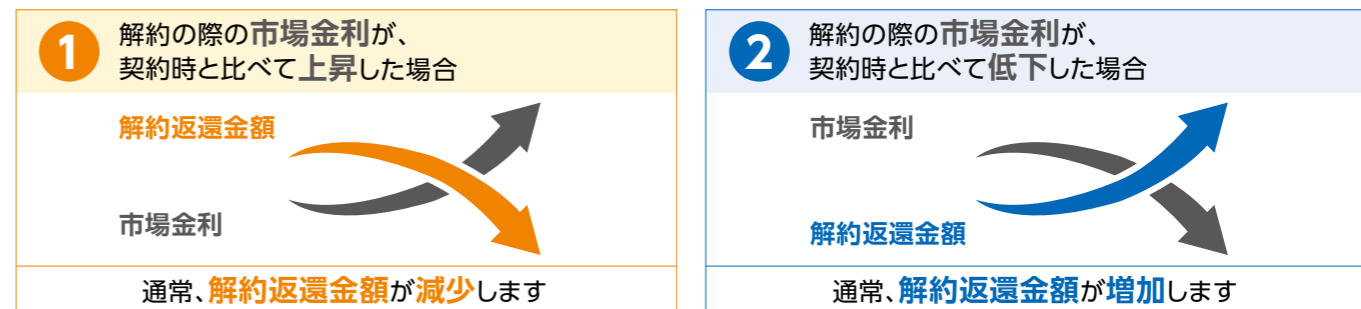 1
解約の際の市場金利が、
契約時と比べて上昇した場合
解約返還金額
市場金利
通常、解約返還金額が減少します
2
解約の際の市場金利が、
契約時と比べて低下した場合
市場金利
解約返還金額
通常、解約返還金額が増加します